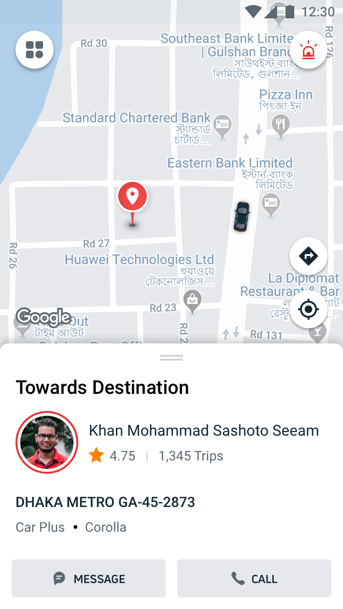 12:30
Rd 126
Southeast Bank Limited
| Gulshan Branch
সাউথইস্ট ব্যাংক
লিমিটেড, গুলশান...
Rd 30
Pizza Inn
পিৎজা ইন
Standard Chartered Bank
স্ট্যান্ডার্ড
চার্টার্ড...
Eastern Bank Limited
ইস্টার্ন ব্যাংক
লিমিটেড
Rd 27
Rd 26
Huawei Technologies Ltd
হুয়াওয়ে
টেকনোলজিস...
La Diplomat
Restaurant & Bar
Rd 23
Google
Out
টাইম আউট
Rd 131
Towards Destination
Khan Mohammad Sashoto Seeam
4.75 | 1,345 Trips
DHAKA METRO GA-45-2873
Car Plus • Corolla
MESSAGE
CALL